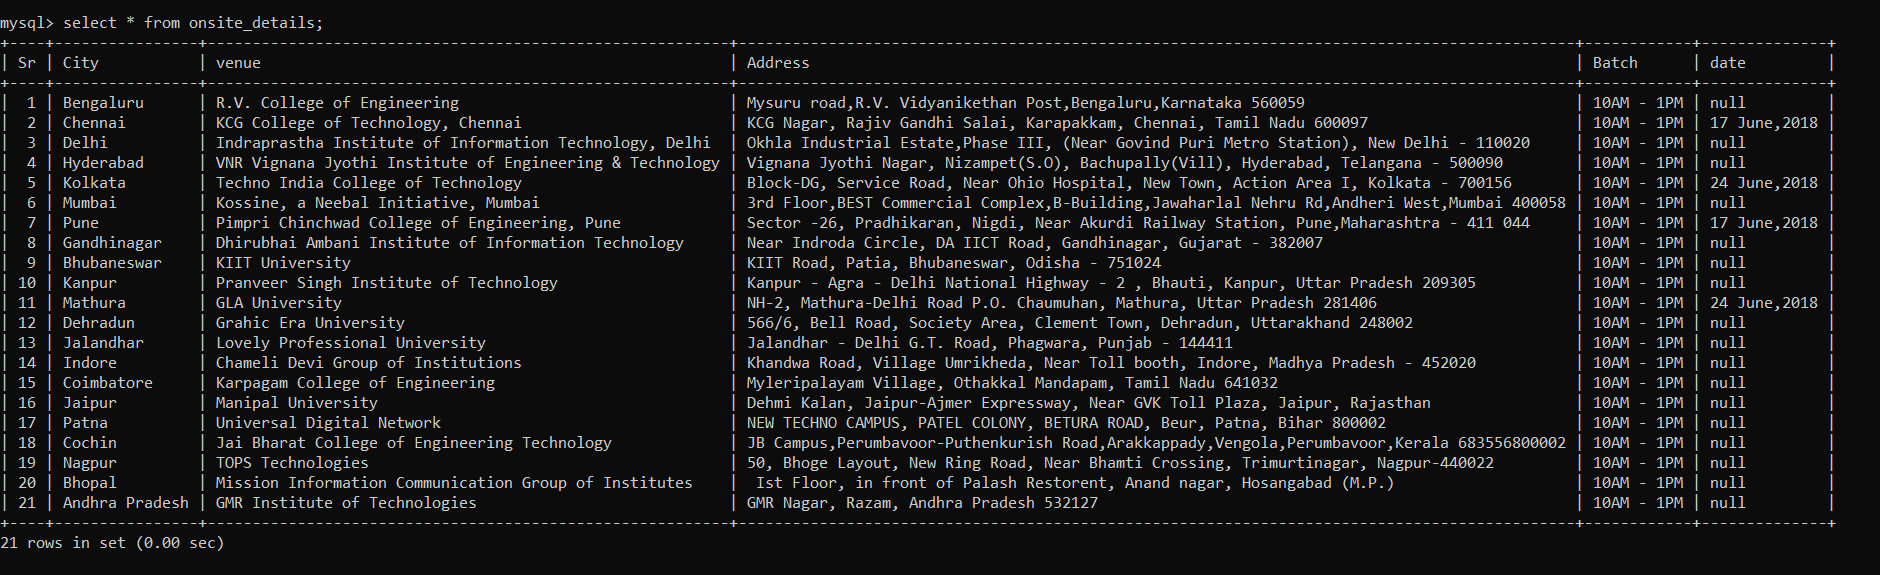 mysql> select * from onsite_details;
+----+----------------+----------------------------------------------------------+---------------------------------------------------------------------------------------------+------------+--------------+
| Sr | City           | venue                                                    | Address                                                                                     | Batch      | date         |
+----+----------------+----------------------------------------------------------+---------------------------------------------------------------------------------------------+------------+--------------+
|  1 | Bengaluru      | R.V. College of Engineering                              | Mysuru road,R.V. Vidyanikethan Post,Bengaluru,Karnataka 560059                              | 10AM - 1PM | null         |
|  2 | Chennai        | KCG College of Technology, Chennai                       | KCG Nagar, Rajiv Gandhi Salai, Karapakkam, Chennai, Tamil Nadu 600097                       | 10AM - 1PM | 17 June,2018 |
|  3 | Delhi          | Indraprastha Institute of Information Technology, Delhi  | Okhla Industrial Estate,Phase III, (Near Govind Puri Metro Station), New Delhi - 110020     | 10AM - 1PM | null         |
|  4 | Hyderabad      | VNR Vignana Jyothi Institute of Engineering & Technology | Vignana Jyothi Nagar, Nizampet(S.O), Bachupally(Vill), Hyderabad, Telangana - 500090        | 10AM - 1PM | null         |
|  5 | Kolkata        | Techno India College of Technology                       | Block-DG, Service Road, Near Ohio Hospital, New Town, Action Area I, Kolkata - 700156       | 10AM - 1PM | 24 June,2018 |
|  6 | Mumbai         | Kossine, a Neebal Initiative, Mumbai                     | 3rd Floor,BEST Commercial Complex,B-Building,Jawaharlal Nehru Rd,Andheri West,Mumbai 400058 | 10AM - 1PM | null         |
|  7 | Pune           | Pimpri Chinchwad College of Engineering, Pune            | Sector -26, Pradhikaran, Nigdi, Near Akurdi Railway Station, Pune,Maharashtra - 411 044     | 10AM - 1PM | 17 June,2018 |
|  8 | Gandhinagar    | Dhirubhai Ambani Institute of Information Technology     | Near Indroda Circle, DA IICT Road, Gandhinagar, Gujarat - 382007                            | 10AM - 1PM | null         |
|  9 | Bhubaneswar    | KIIT University                                          | KIIT Road, Patia, Bhubaneswar, Odisha - 751024                                              | 10AM - 1PM | null         |
| 10 | Kanpur         | Pranveer Singh Institute of Technology                   | Kanpur - Agra - Delhi National Highway - 2 , Bhauti, Kanpur, Uttar Pradesh 209305           | 10AM - 1PM | null         |
| 11 | Mathura        | GLA University                                           | NH-2, Mathura-Delhi Road P.O. Chaumuhan, Mathura, Uttar Pradesh 281406                      | 10AM - 1PM | 24 June,2018 |
| 12 | Dehradun       | Grahic Era University                                    | 566/6, Bell Road, Society Area, Clement Town, Dehradun, Uttarakhand 248002                  | 10AM - 1PM | null         |
| 13 | Jalandhar      | Lovely Professional University                           | Jalandhar - Delhi G.T. Road, Phagwara, Punjab - 144411                                      | 10AM - 1PM | null         |
| 14 | Indore         | Chameli Devi Group of Institutions                       | Khandwa Road, Village Umrikheda, Near Toll booth, Indore, Madhya Pradesh - 452020           | 10AM - 1PM | null         |
| 15 | Coimbatore     | Karpagam College of Engineering                          | Myleripalayam Village, Othakkal Mandapam, Tamil Nadu 641032                                 | 10AM - 1PM | null         |
| 16 | Jaipur         | Manipal University                                       | Dehmi Kalan, Jaipur-Ajmer Expressway, Near GVK Toll Plaza, Jaipur, Rajasthan                | 10AM - 1PM | null         |
| 17 | Patna          | Universal Digital Network                                | NEW TECHNO CAMPUS, PATEL COLONY, BETURA ROAD, Beur, Patna, Bihar 800002                     | 10AM - 1PM | null         |
| 18 | Cochin         | Jai Bharat College of Engineering Technology             | JB Campus,Perumbavoor-Puthenkurish Road,Arakkappady,Vengola,Perumbavoor,Kerala 683556800002 | 10AM - 1PM | null         |
| 19 | Nagpur         | TOPS Technologies                                        | 50, Bhoge Layout, New Ring Road, Near Bhamti Crossing, Trimurtinagar, Nagpur-440022         | 10AM - 1PM | null         |
| 20 | Bhopal         | Mission Information Communication Group of Institutes    |  Ist Floor, in front of Palash Restorent, Anand nagar, Hosangabad (M.P.)                    | 10AM - 1PM | null         |
| 21 | Andhra Pradesh | GMR Institute of Technologies                            | GMR Nagar, Razam, Andhra Pradesh 532127                                                     | 10AM - 1PM | null         |
+----+----------------+----------------------------------------------------------+---------------------------------------------------------------------------------------------+------------+--------------+
21 rows in set (0.00 sec)